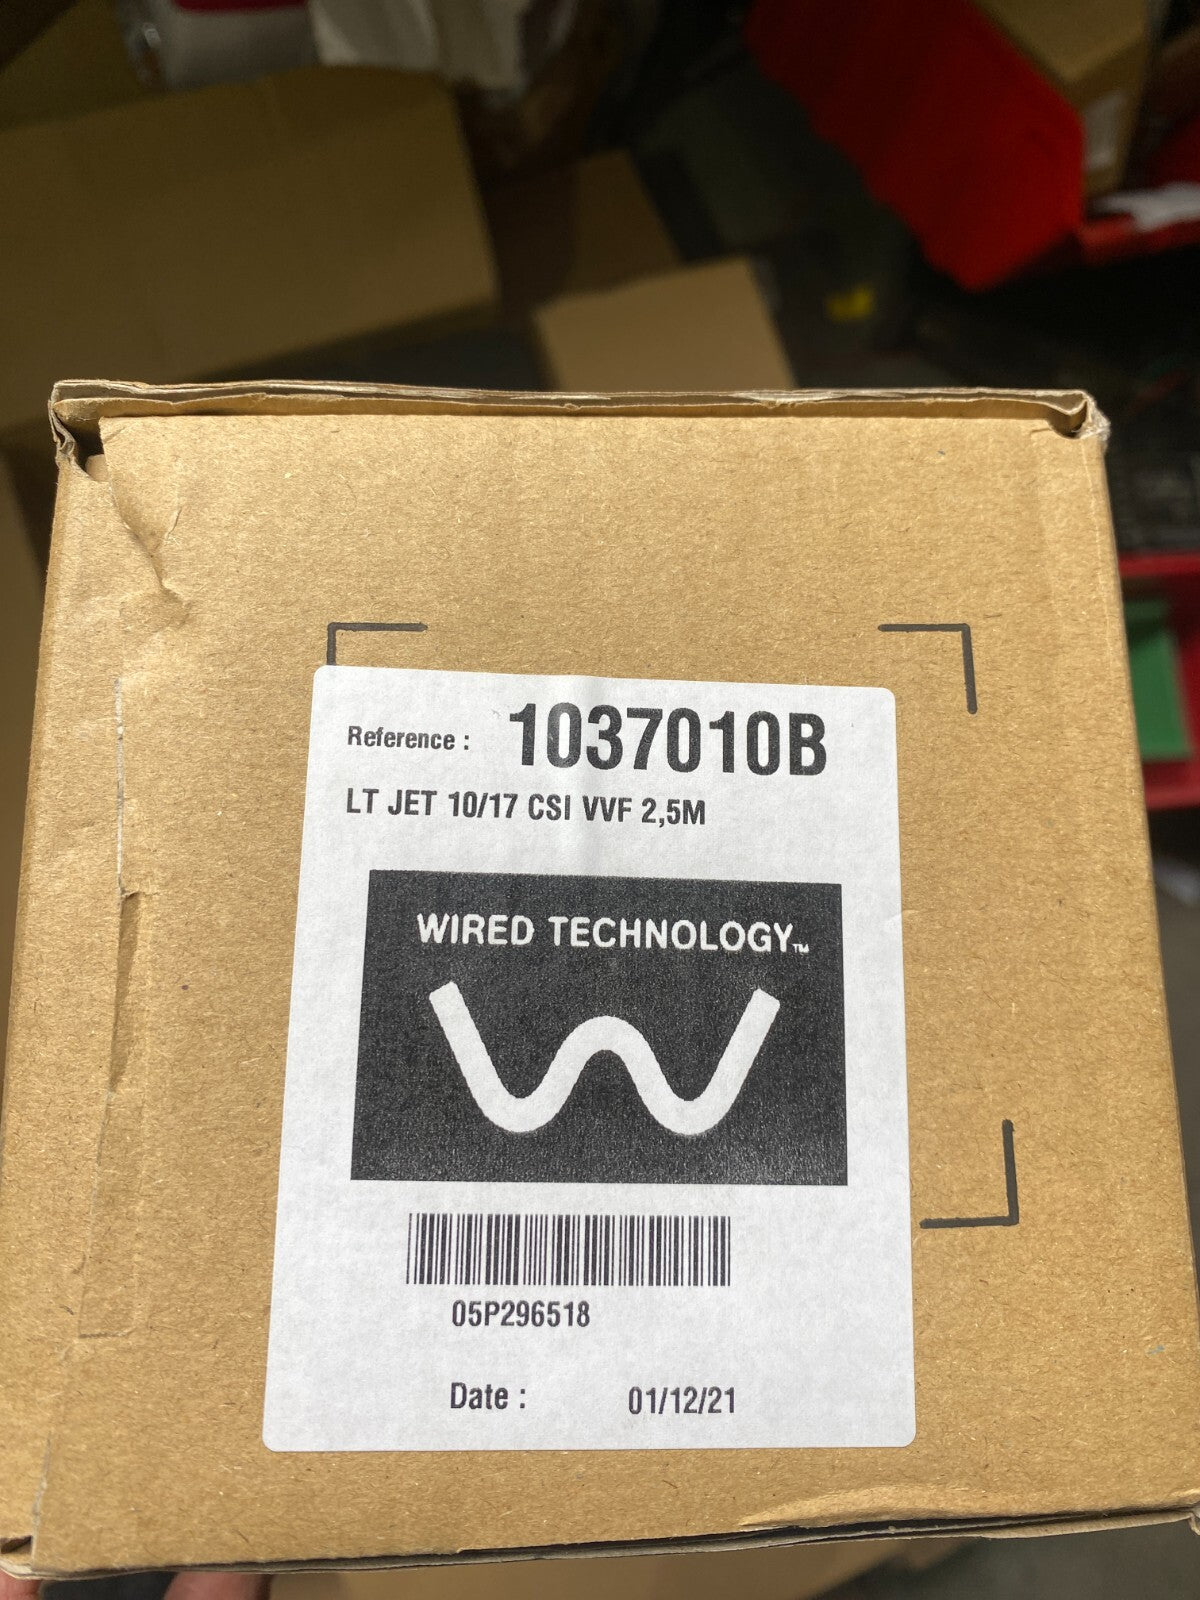 Reference : 1037010B
LT JET 10/17 CSI VVF 2,5M
WIRED TECHNOLOGY™
05P296518
Date : 01/12/21